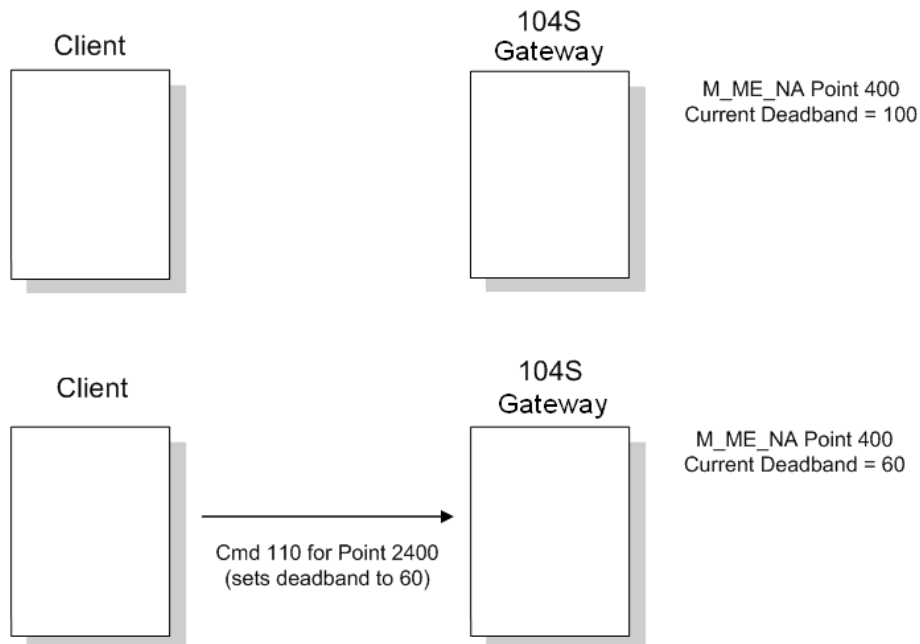 Client
104S
Gateway
M_ME_NA Point 400
Current Deadband = 100
Client
104S
Gateway
M_ME_NA Point 400
Current Deadband = 60
Cmd 110 for Point 2400
(sets deadband to 60)